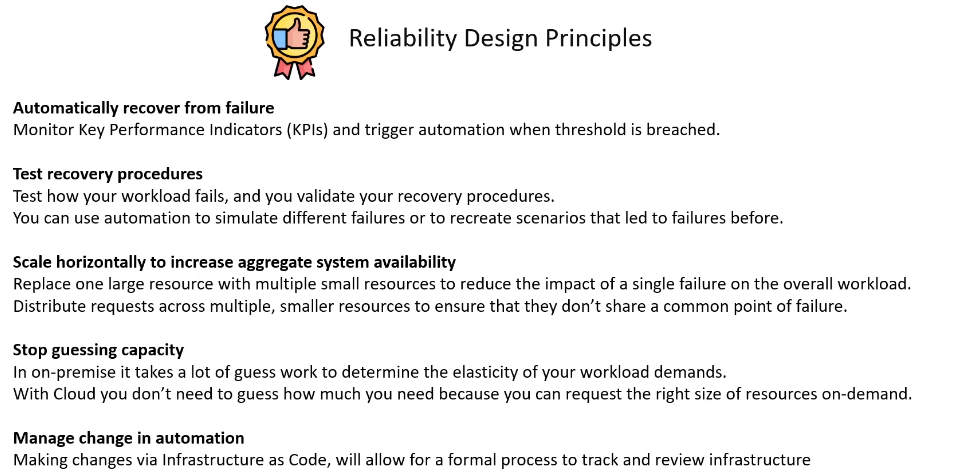 Reliability Design Principles
Automatically recover from failure
Monitor Key Performance Indicators (KPIs) and trigger automation when threshold is breached.
Test recovery procedures
Test how your workload fails, and you validate your recovery procedures.
You can use automation to simulate different failures or to recreate scenarios that led to failures before.
Scale horizontally to increase aggregate system availability
Replace one large resource with multiple small resources to reduce the impact of a single failure on the overall workload.
Distribute requests across multiple, smaller resources to ensure that they don’t share a common point of failure.
Stop guessing capacity
In on-premise it takes a lot of guess work to determine the elasticity of your workload demands.
With Cloud you don’t need to guess how much you need because you can request the right size of resources on-demand.
Manage change in automation
Making changes via Infrastructure as Code, will allow for a formal process to track and review infrastructure